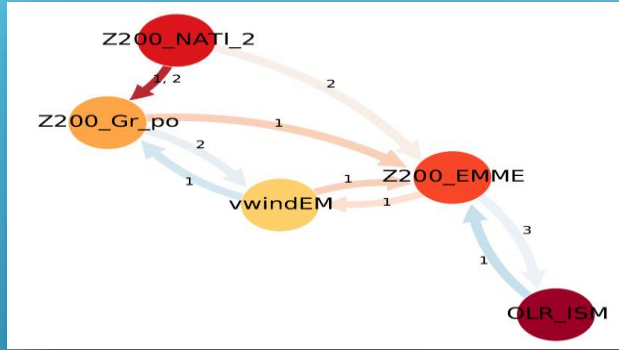 Z200_NATI_2
1, 2
2
Z200_Gr_po
1
2
1
Z200_EMME
1
vwindEM
1
3
1
OLR_ISM